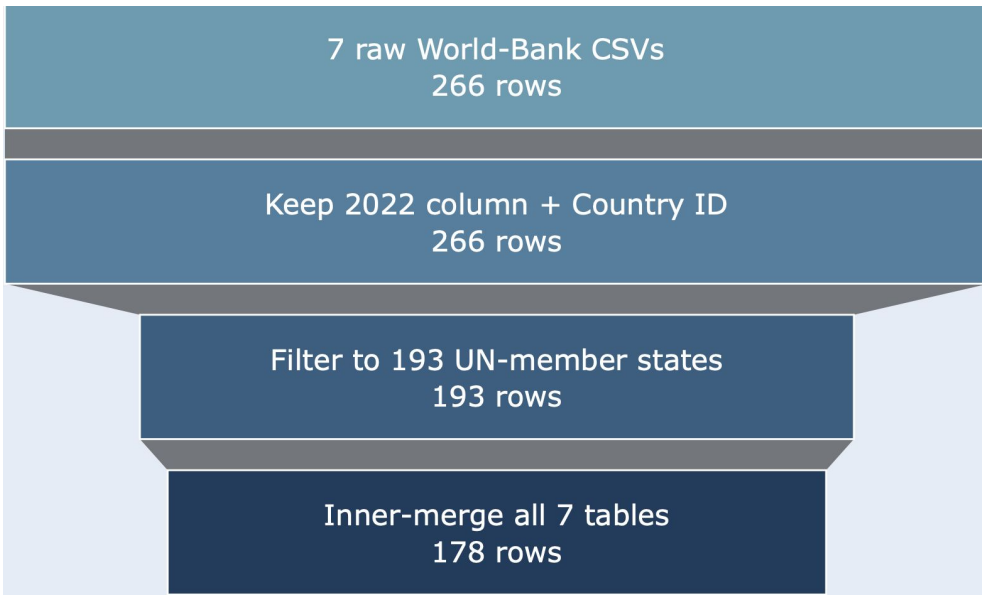 7 raw World-Bank CSVs
266 rows
Keep 2022 column + Country ID
266 rows
Filter to 193 UN-member states
193 rows
Inner-merge all 7 tables
178 rows